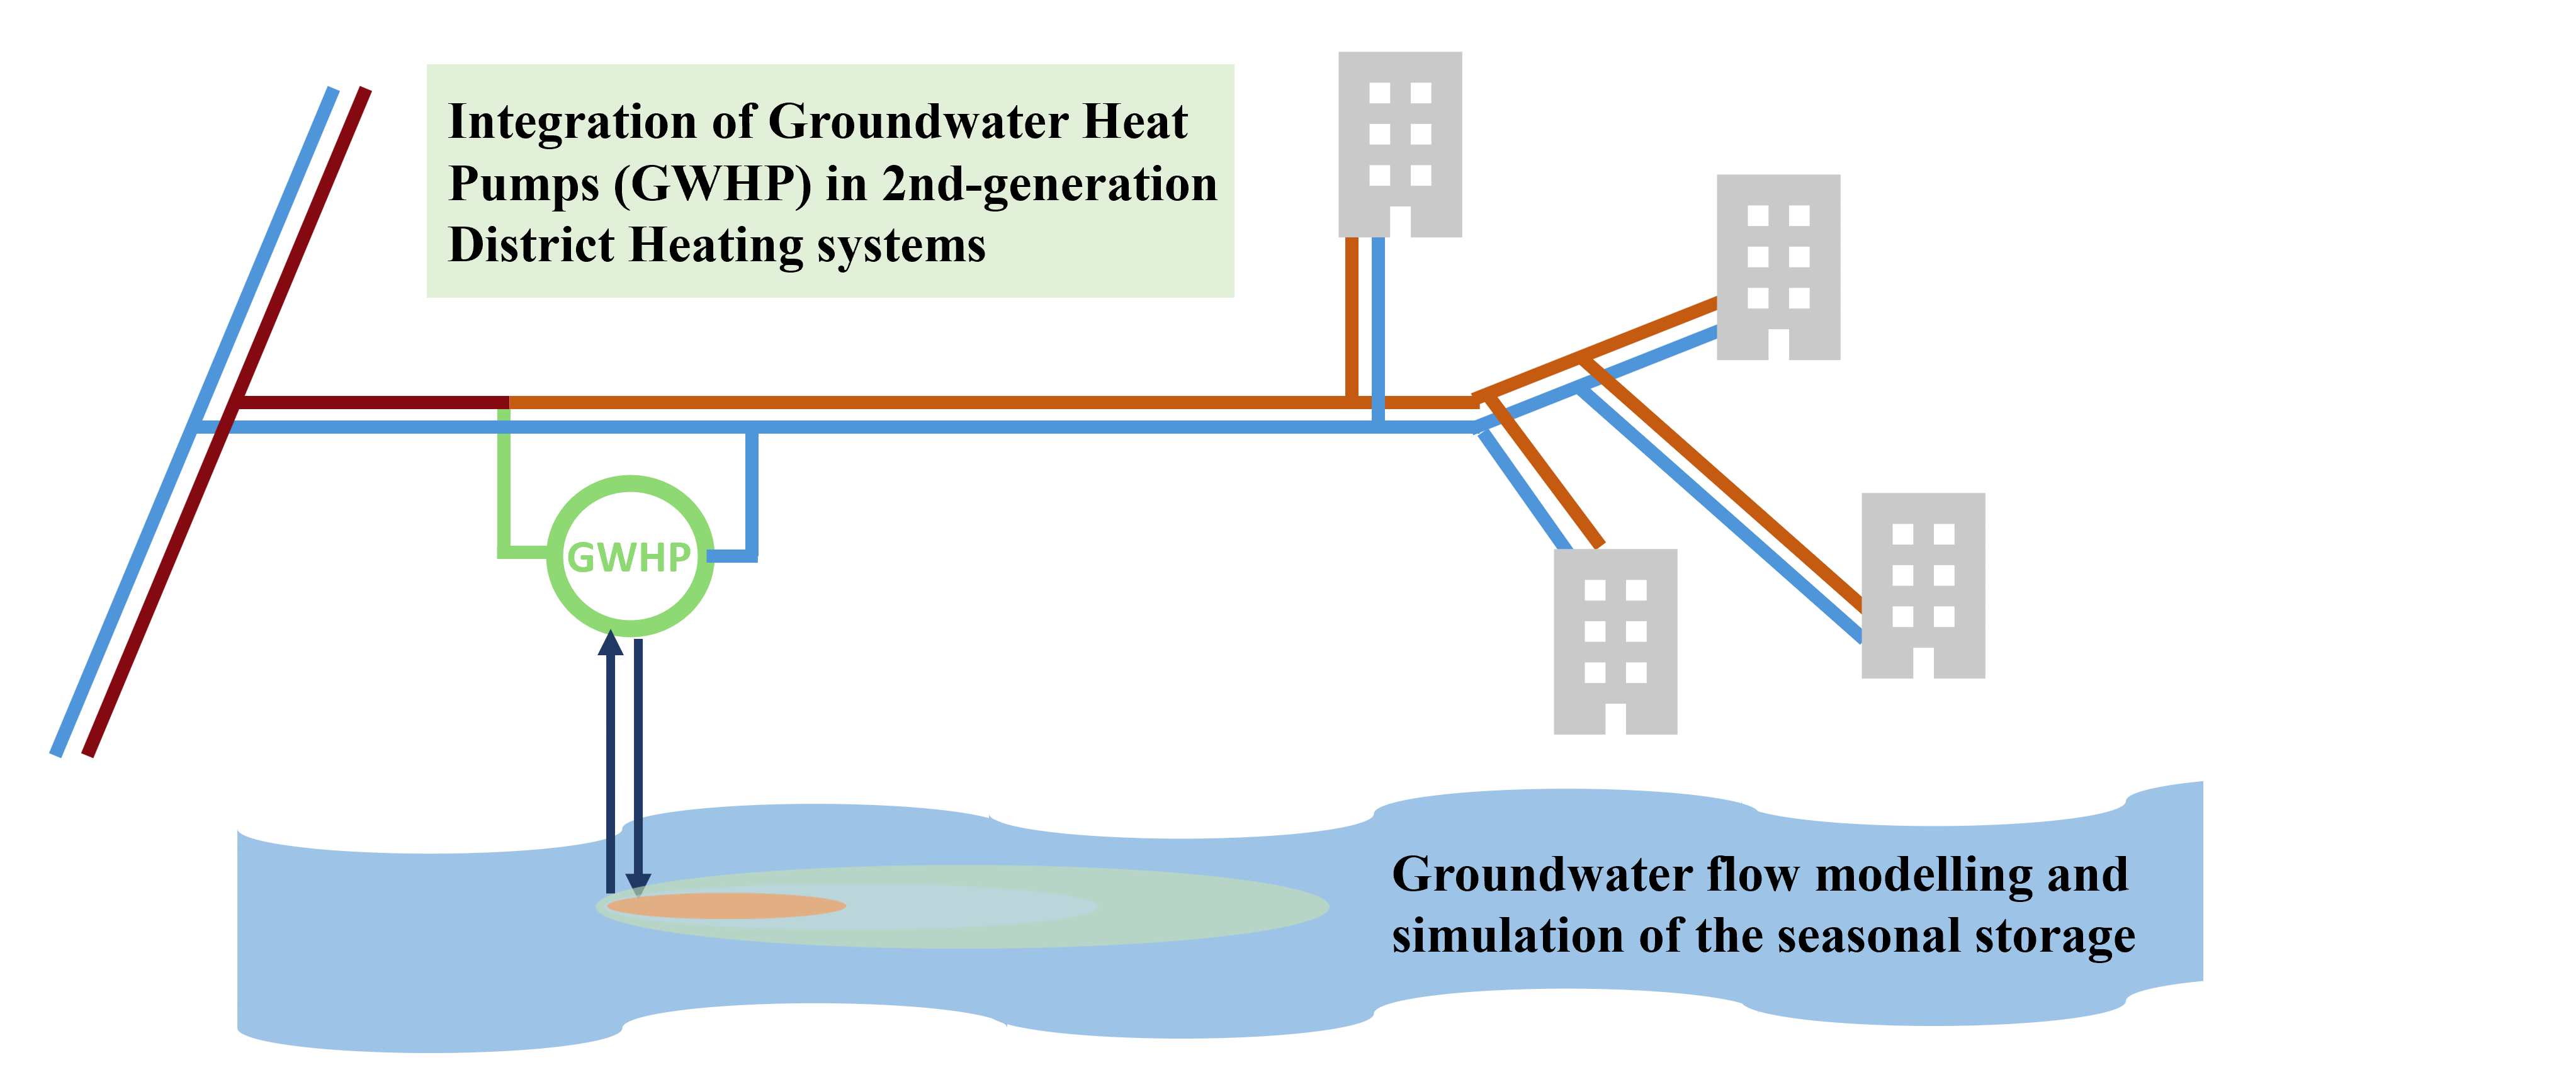 Integration of Groundwater Heat
Pumps (GWHP) in 2nd-generation
District Heating systems
GWHP
Groundwater flow modelling and
simulation of the seasonal storage